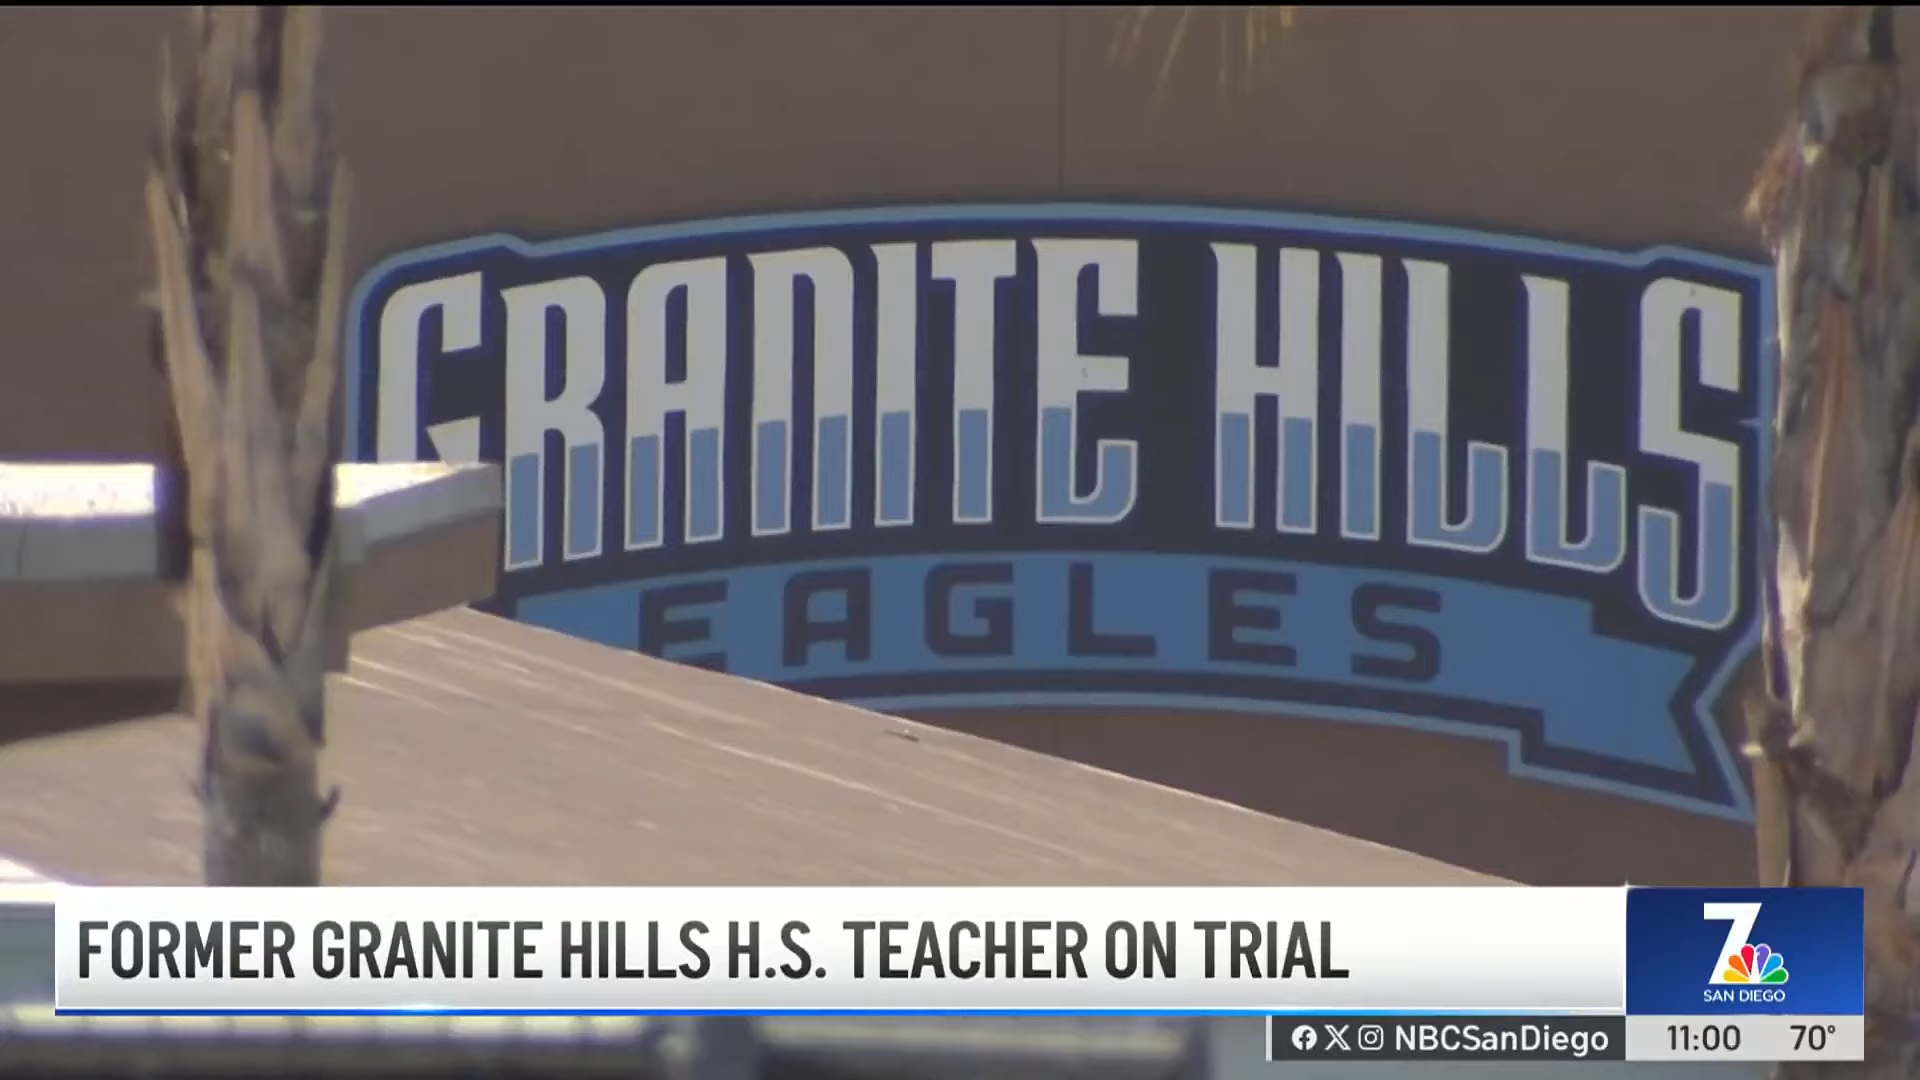 GRANITE HILLS
EAGLES
FORMER GRANITE HILLS H.S. TEACHER ON TRIAL
7
SAN DIEGO
NBCSanDiego
11:00 70°